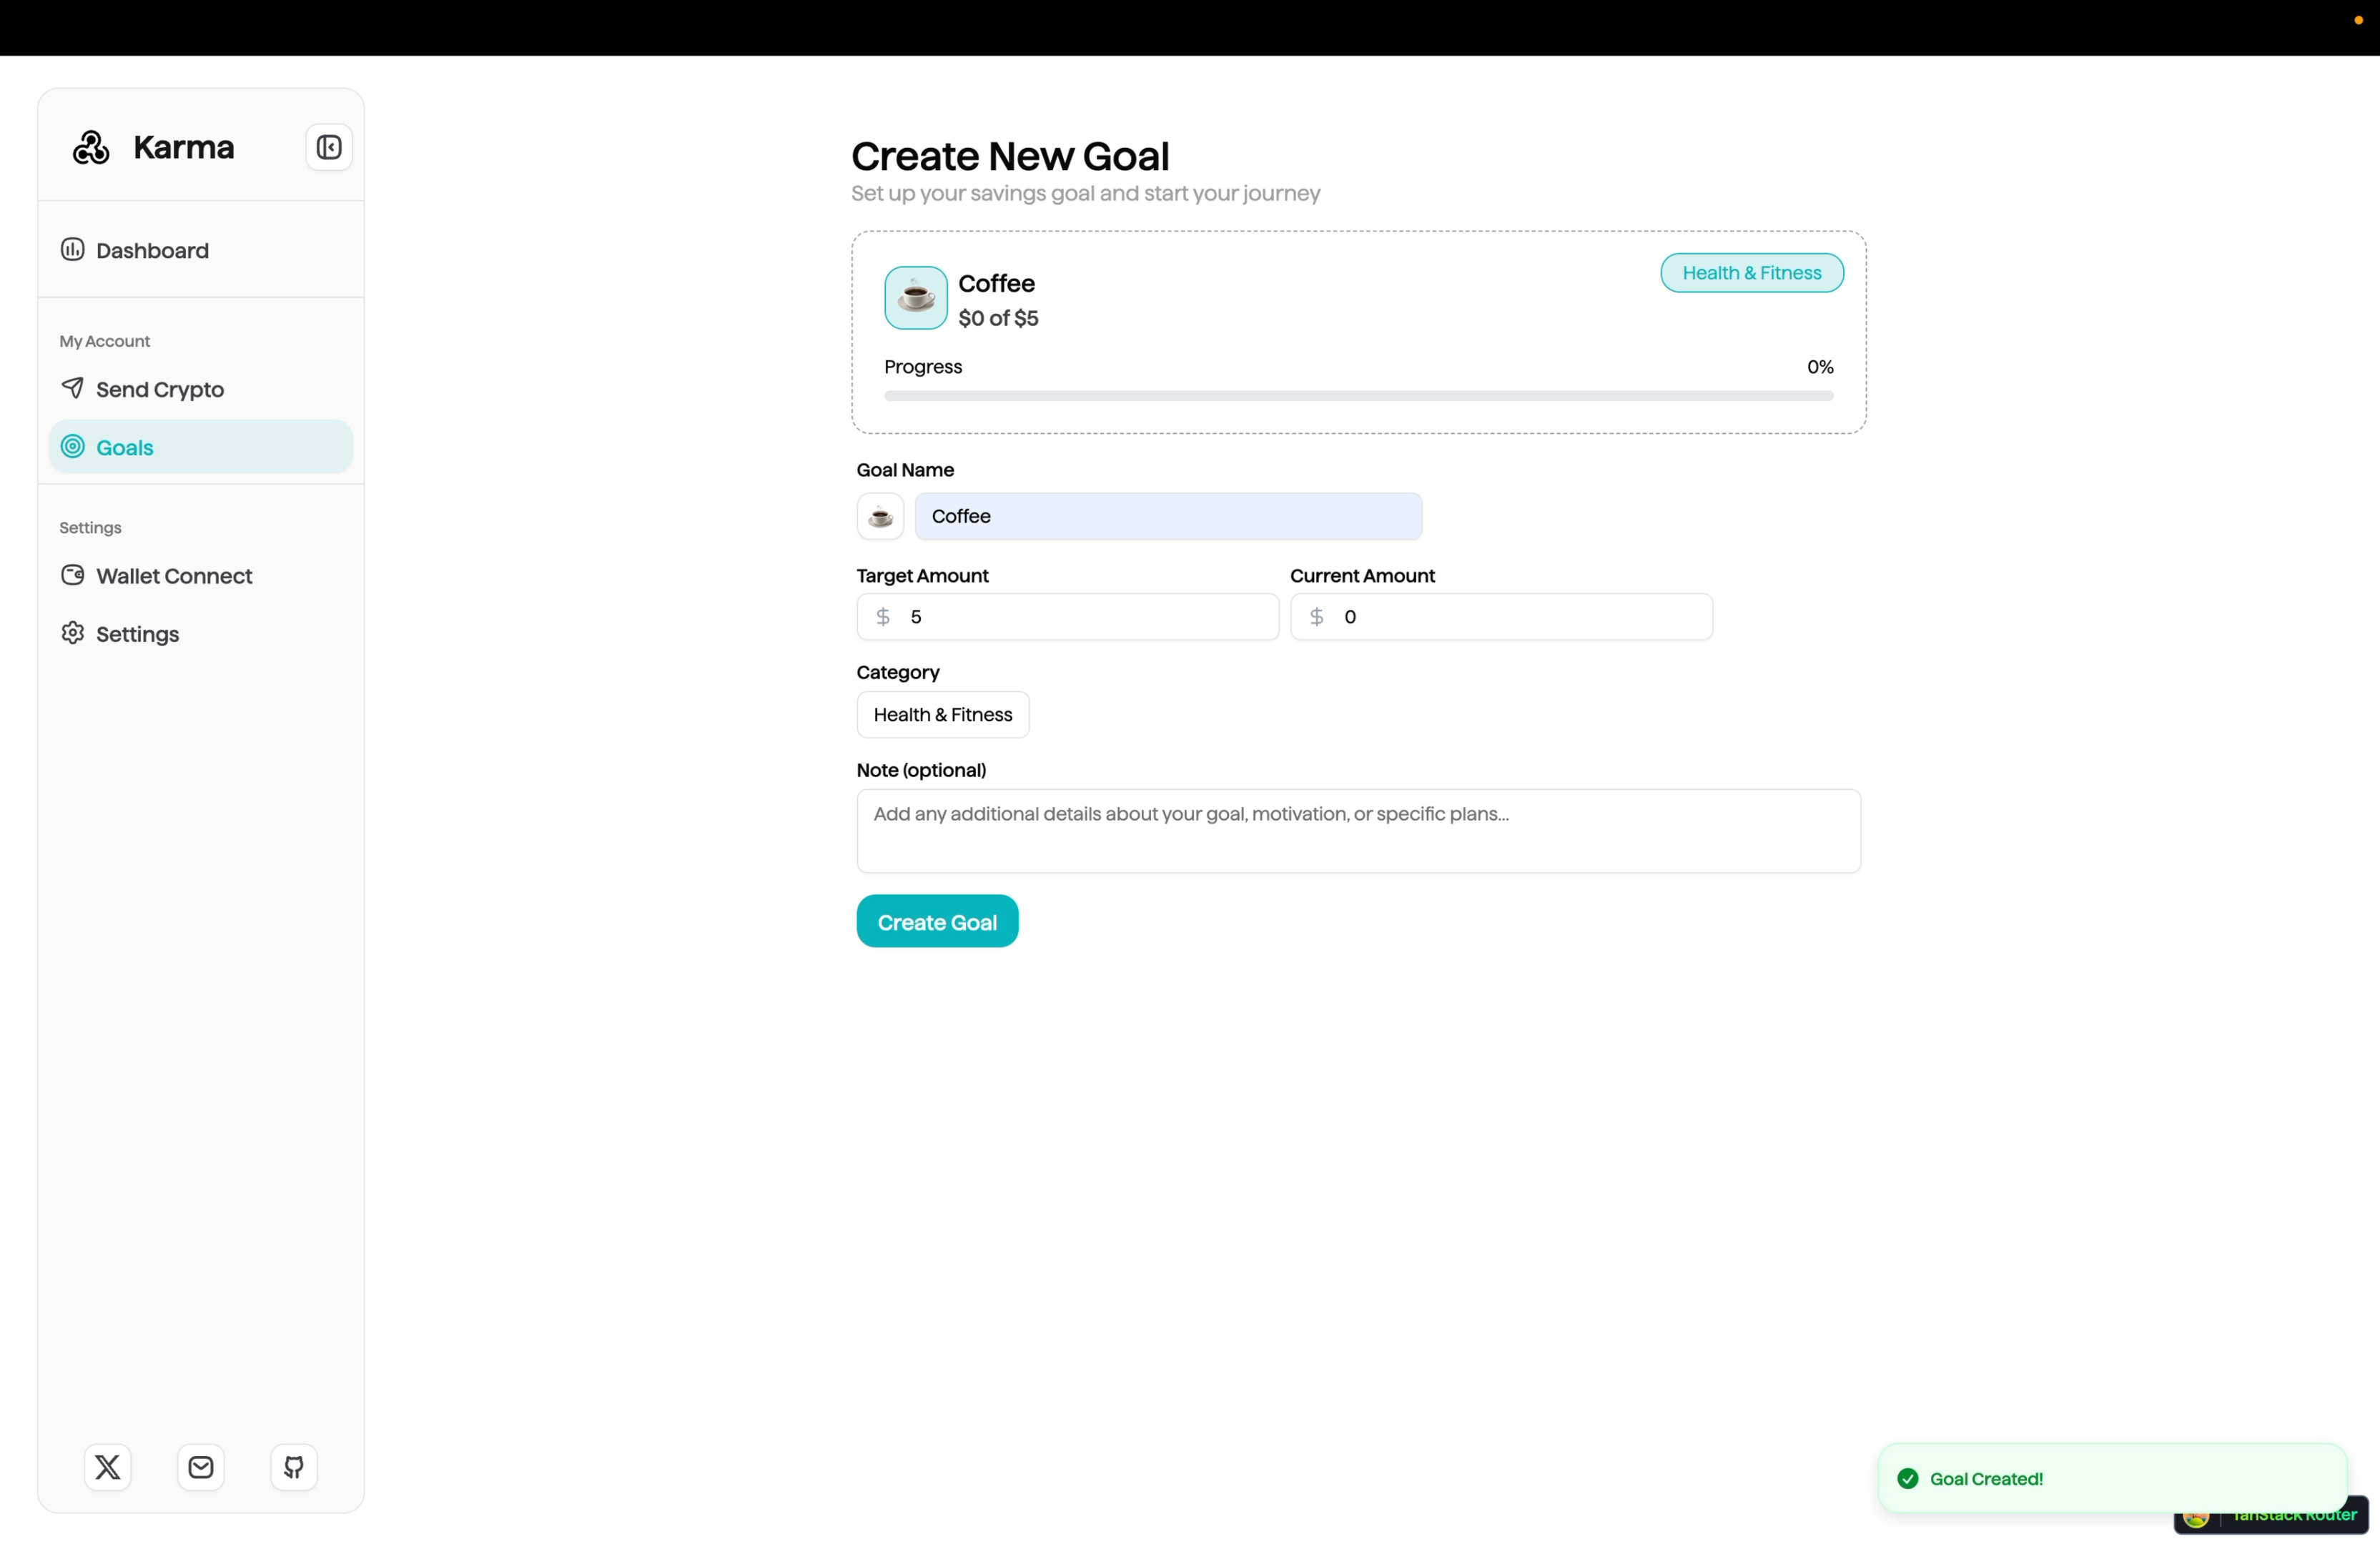 Karma
Dashboard
My Account
Send Crypto
Goals
Settings
Wallet Connect
Settings
Create New Goal
Set up your savings goal and start your journey
Coffee
$0 of $5
Health & Fitness
Progress
0%
Goal Name
Coffee
Target Amount
Current Amount
$ 5
$ 0
Category
Health & Fitness
Note (optional)
Add any additional details about your goal, motivation, or specific plans...
Create Goal
Goal Created!
TanStack Router